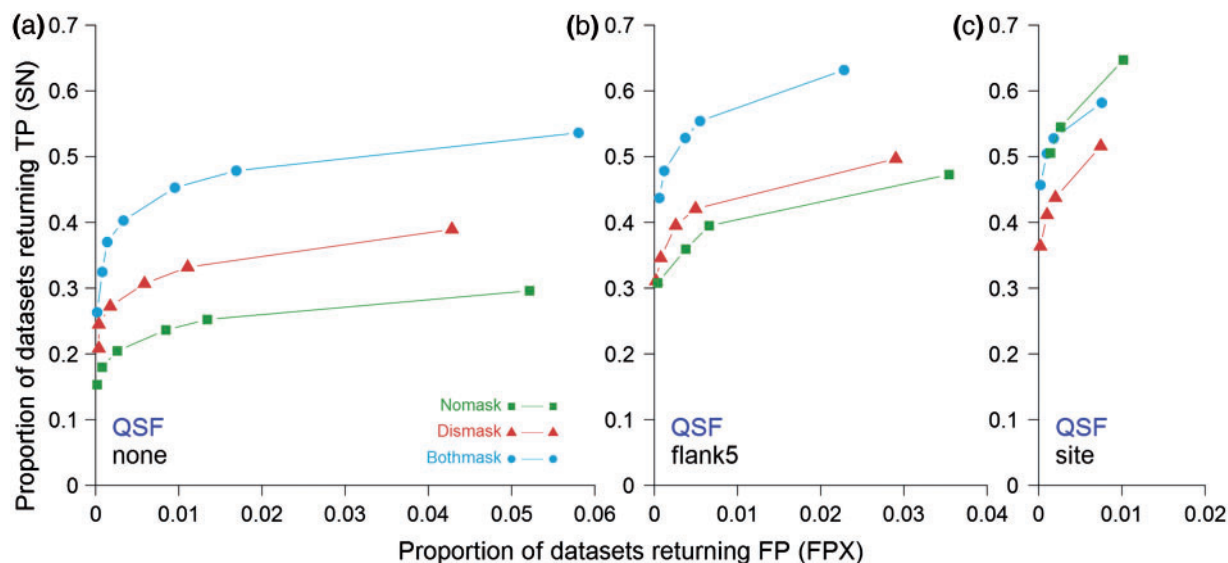 (a)
(b)
(c)
Proportion of datasets returning TP (SN)
0.7
0.6
0.5
0.4
0.3
0.2
0.1
0
QSF
none
Nomask
Dismask
Bothmask
0 0.01 0.02 0.03 0.04 0.05 0.06
0.7
0.6
0.5
0.4
0.3
0.2
0.1
0
QSF
flank5
0 0.01 0.02 0.03 0.04
0.7
0.6
0.5
0.4
0.3
0.2
0.1
0
QSF
site
0 0.01 0.02
Proportion of datasets returning FP (FPX)